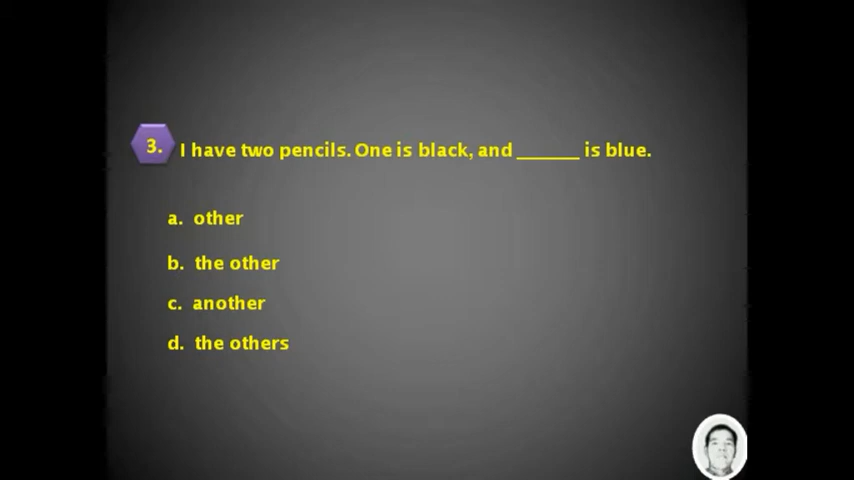 3. I have two pencils. One is black, and _______ is blue.
a. other
b. the other
c. another
d. the others